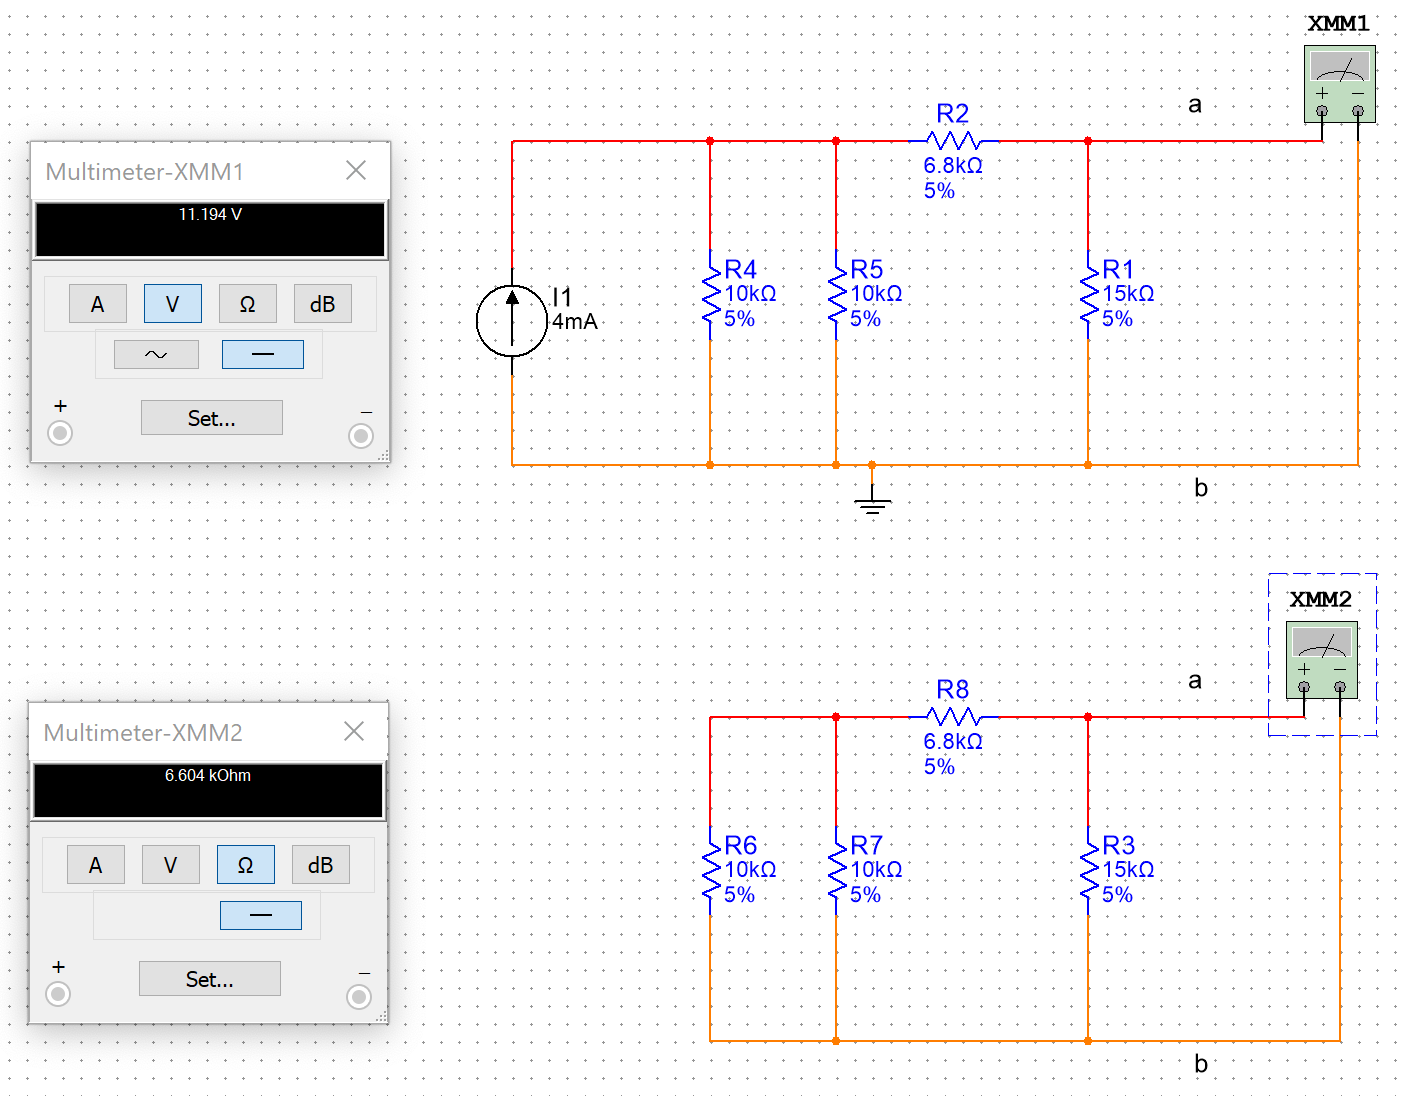 XMM1
a
R2
6.8kΩ
5%
Multimeter-XMM1
11.194 V
A V Ω dB
Set...
+ –
I1
4mA
R4
10kΩ
5%
R5
10kΩ
5%
R1
15kΩ
5%
b
XMM2
a
R8
6.8kΩ
5%
Multimeter-XMM2
6.604 kOhm
A V Ω dB
Set...
+ –
R6
10kΩ
5%
R7
10kΩ
5%
R3
15kΩ
5%
b